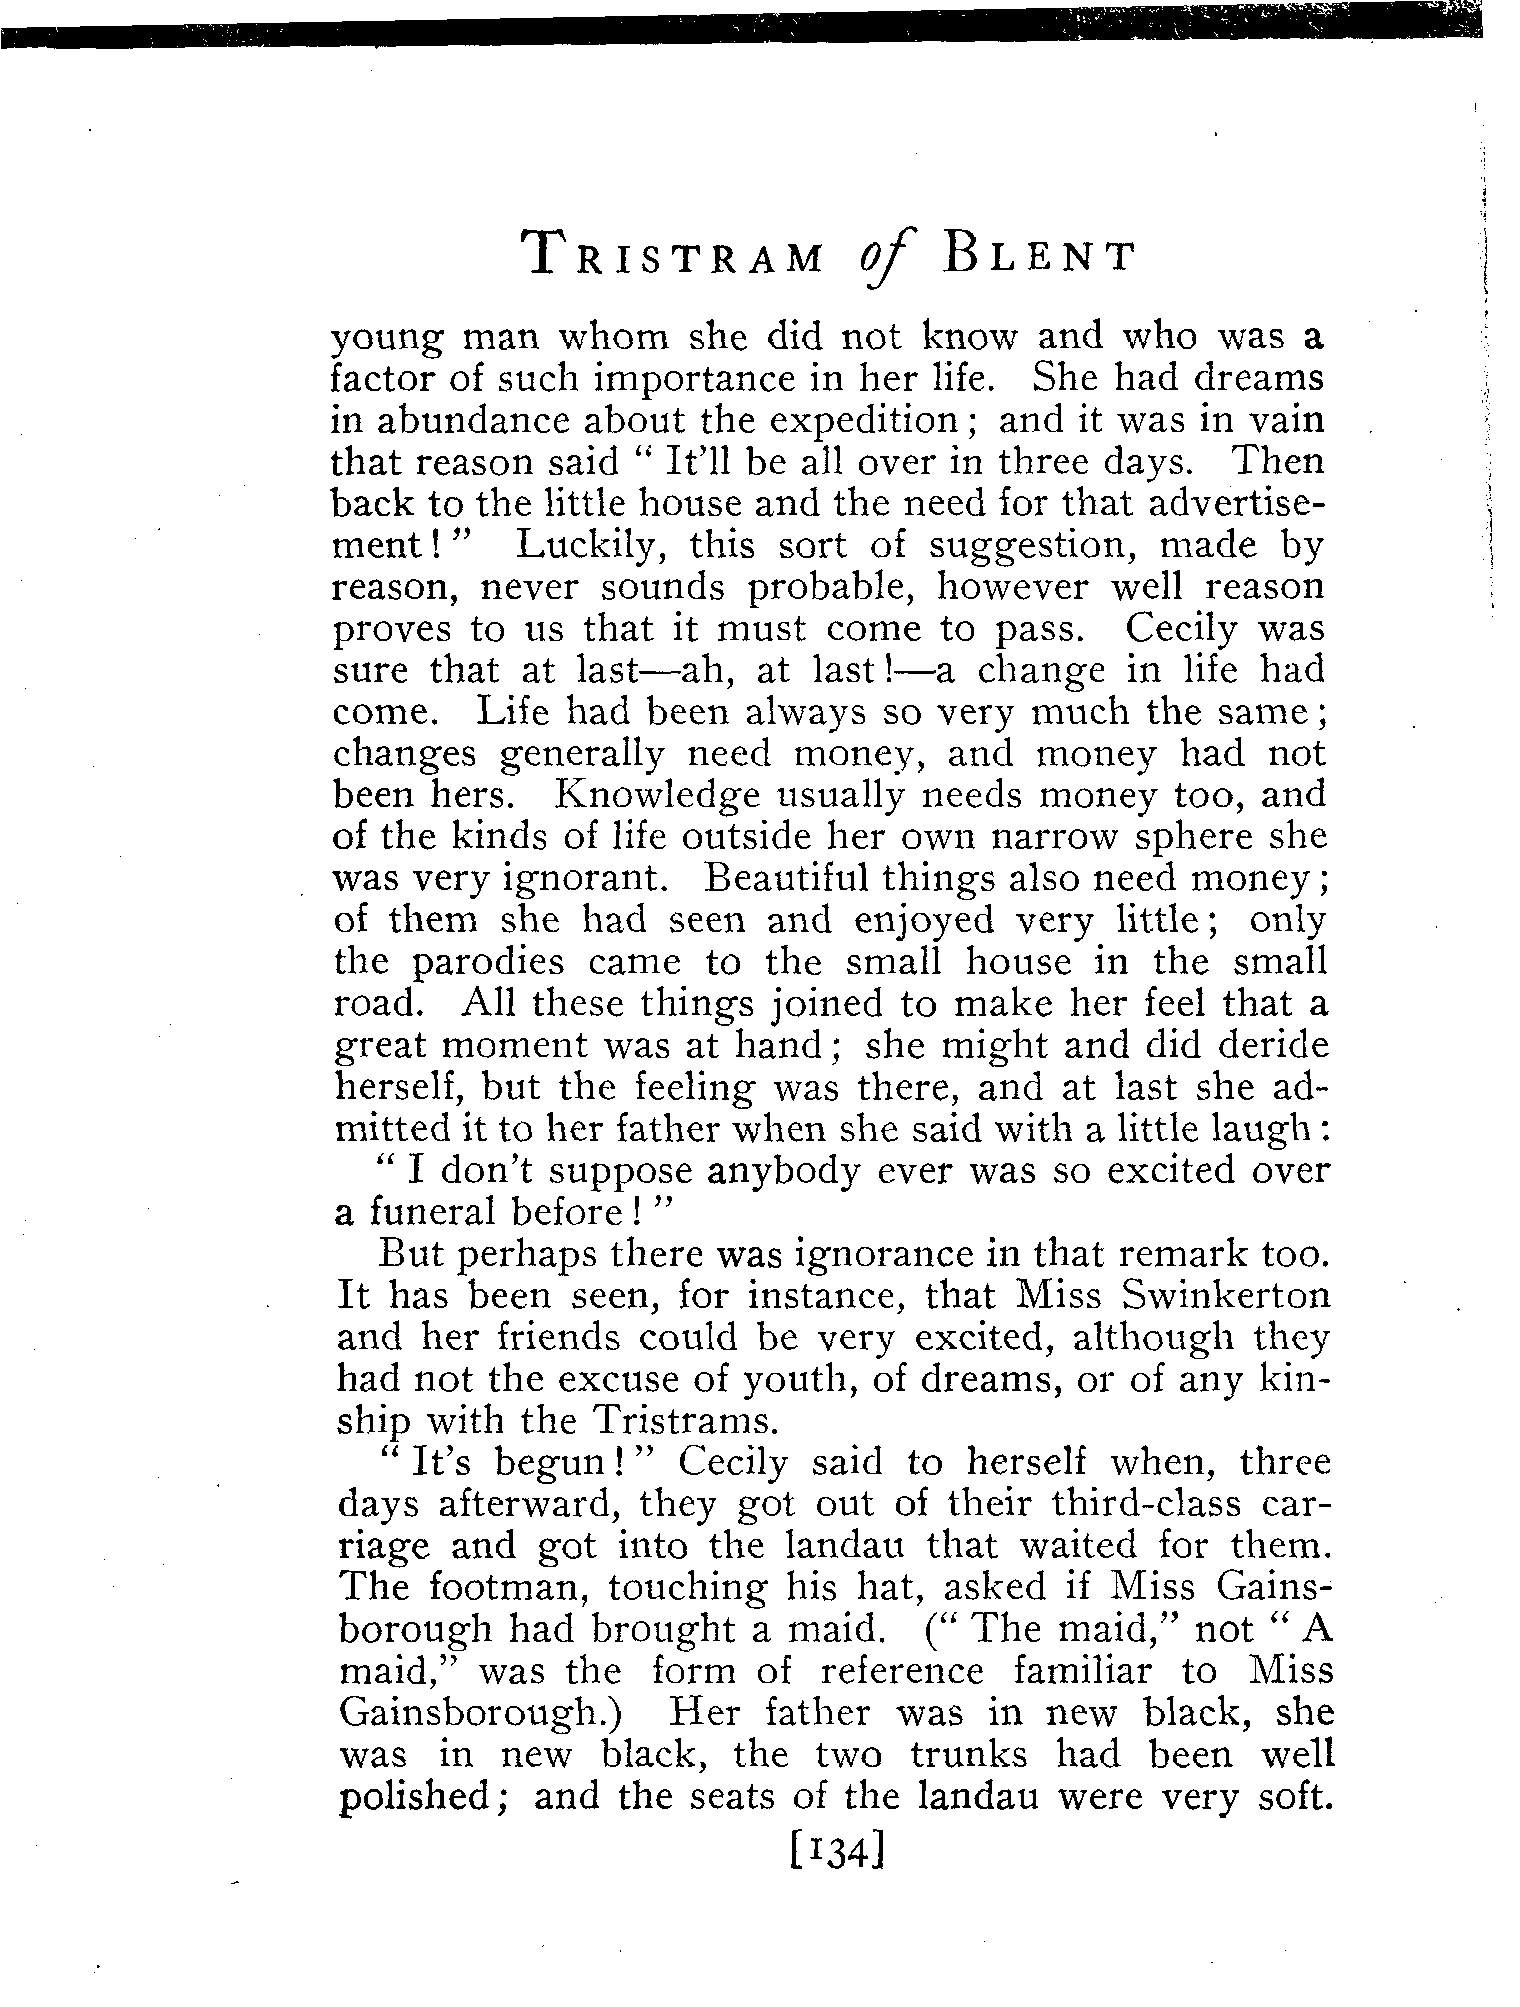 TRISTRAM of BLENT
young man whom she did not know and who was a
factor of such importance in her life. She had dreams
in abundance about the expedition; and it was in vain
that reason said "It'll be all over in three days. Then
back to the little house and the need for that advertise-
ment!" Luckily, this sort of suggestion, made by
reason, never sounds probable, however well reason
proves to us that it must come to pass. Cecily was
sure that at last—ah, at last!—a change in life had
come. Life had been always so very much the same;
changes generally need money, and money had not
been hers. Knowledge usually needs money too, and
of the kinds of life outside her own narrow sphere she
was very ignorant. Beautiful things also need money;
of them she had seen and enjoyed very little; only
the parodies came to the small house in the small
road. All these things joined to make her feel that a
great moment was at hand; she might and did deride
herself, but the feeling was there, and at last she ad-
mitted it to her father when she said with a little laugh:
"I don't suppose anybody ever was so excited over
a funeral before!"
But perhaps there was ignorance in that remark too.
It has been seen, for instance, that Miss Swinkerton
and her friends could be very excited, although they
had not the excuse of youth, of dreams, or of any kin-
ship with the Tristrams.
"It's begun!" Cecily said to herself when, three
days afterward, they got out of their third-class car-
riage and got into the landau that waited for them.
The footman, touching his hat, asked if Miss Gains-
borough had brought a maid. ("The maid," not "A
maid," was the form of reference familiar to Miss
Gainsborough.) Her father was in new black, she
was in new black, the two trunks had been well
polished; and the seats of the landau were very soft.
[134]